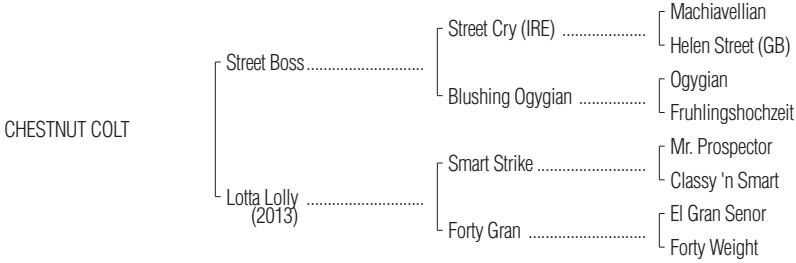 Machiavellian
Street Cry (IRE) ....................
Helen Street (GB)
Street Boss...........................
Ogygian
Blushing Ogygian ................
Fruhlingshochzeit
CHESTNUT COLT
Mr. Prospector
Smart Strike ..........................
Classy 'n Smart
Lotta Lolly ...........................
(2013)
El Gran Senor
Forty Gran ...........................
Forty Weight